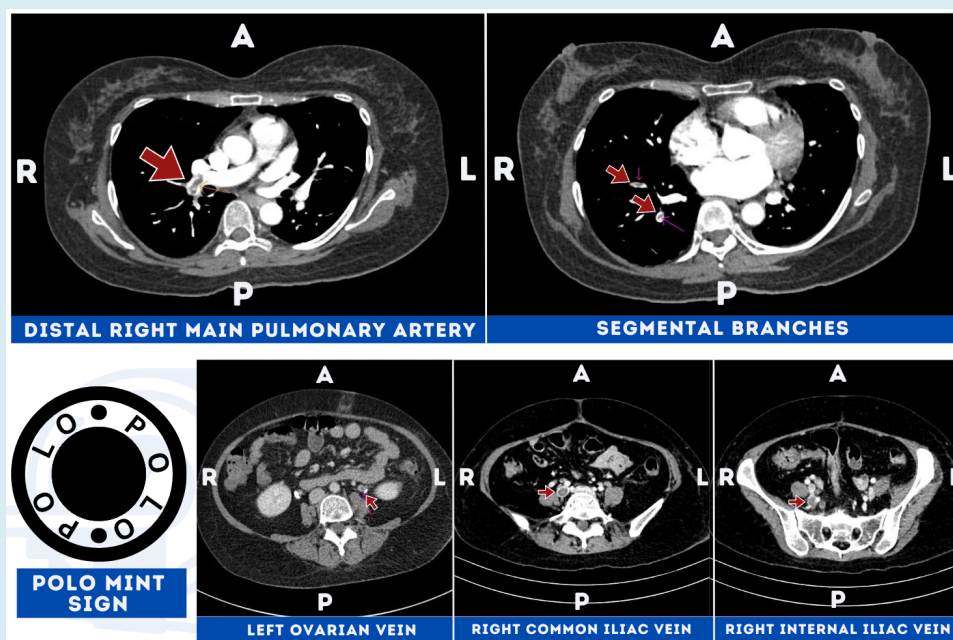 A
R
P
DISTAL RIGHT MAIN PULMONARY ARTERY
A
R
L
L
P
SEGMENTAL BRANCHES
POLO • POLO •
POLO MINT
SIGN
A
R
L
LEFT OVARIAN VEIN
A
R
P
RIGHT COMMON ILIAC VEIN
A
R
L
P
RIGHT INTERNAL ILIAC VEIN